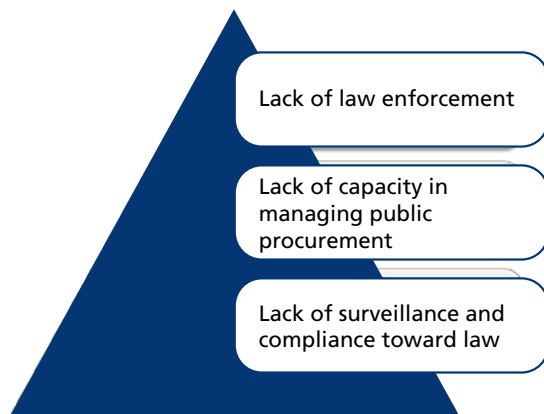 Lack of law enforcement
Lack of capacity in
managing public
procurement
Lack of surveillance and
compliance toward law